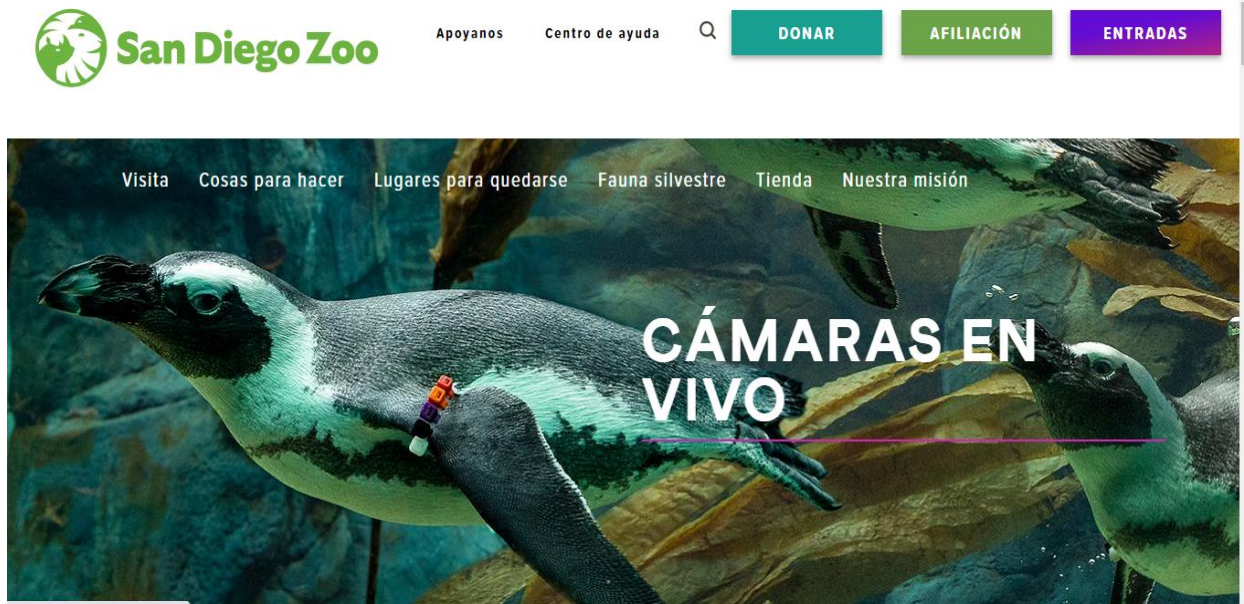 San Diego Zoo
Apoyanos
Centro de ayuda
DONAR
AFILIACIÓN
ENTRADAS
Visita
Cosas para hacer
Lugares para quedarse
Fauna silvestre
Tienda
Nuestra misión
CÁMARAS EN
VIVO